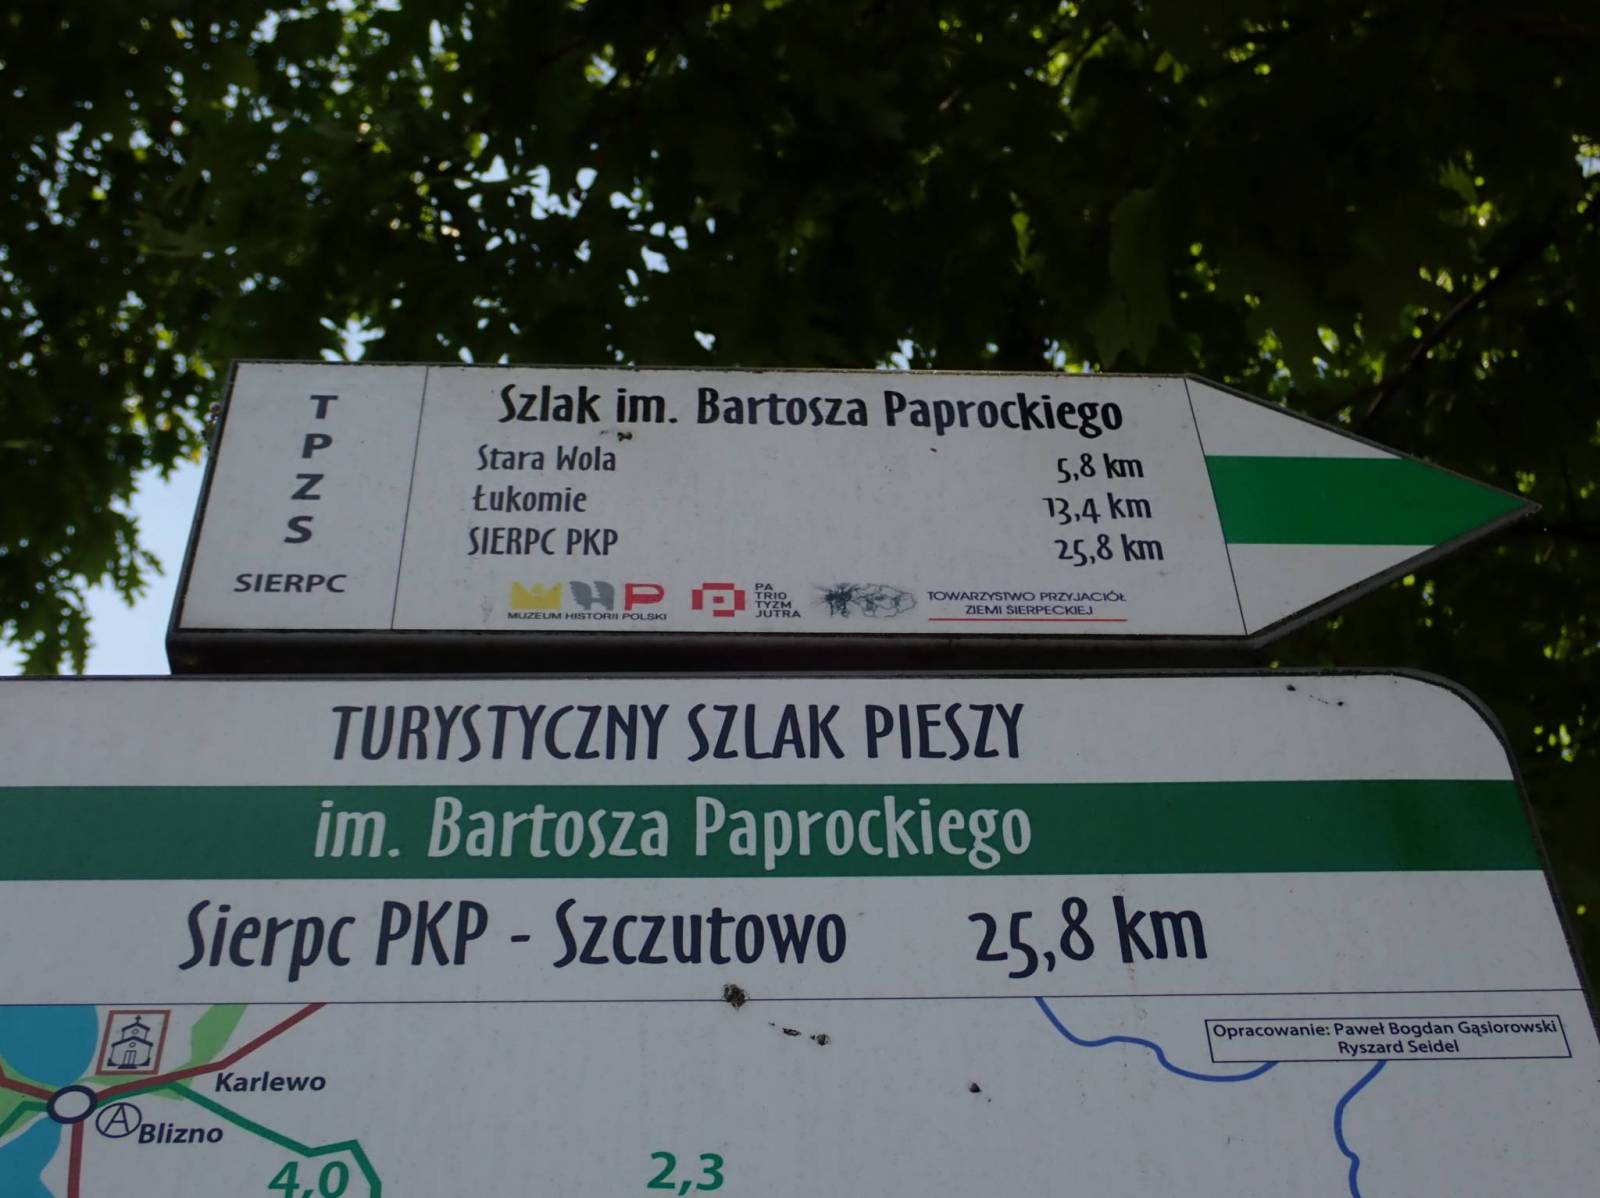 T
P
Z
S
SIERPC
Szlak im. Bartosza Paprockiego
Stara Wola 5,8 km
Łukomie 13,4 km
SIERPC PKP 25,8 km
MHP
MUZEUM HISTORII POLSKI
PA
TRIO
TYZM
JUTRA
TOWARZYSTWO PRZYJACIÓŁ
ZIEMI SIERPECKIEJ
TURYSTYCZNY SZLAK PIESZY
im. Bartosza Paprockiego
Sierpc PKP - Szczutowo 25,8 km
Opracowanie: Paweł Bogdan Gąsiorowski
Ryszard Seidel
Karlewo
A Blizno
4,0
2,3